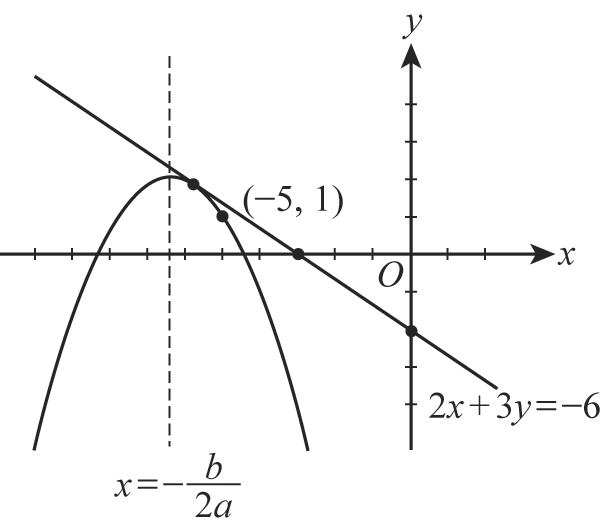 y
(−5, 1)
x
O
2x+3y=−6
x=−b/2a